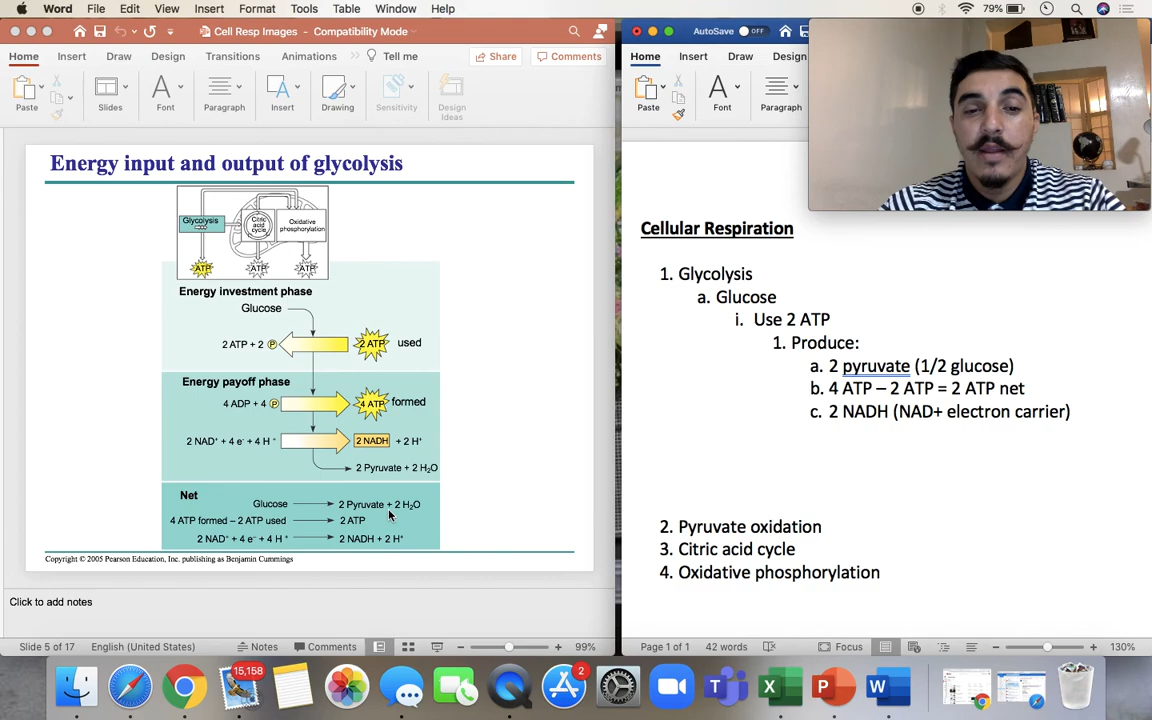 Word File Edit View Insert Format Tools Table Window Help 79%
Cell Resp Images - Compatibility Mode
Home Insert Draw Design Transitions Animations Tell me Share Comments
Paste Slides Font Paragraph Insert Drawing Sensitivity Design Ideas
Energy input and output of glycolysis
Glycolysis
Citric acid cycle
Oxidative phosphorylation
ATP ATP ATP
Energy investment phase
Glucose
2 ATP + 2 P 2 ATP used
Energy payoff phase
4 ADP + 4 P 4 ATP formed
2 NAD+ + 4 e- + 4 H + 2 NADH + 2 H+
2 Pyruvate + 2 H2O
Net
Glucose 2 Pyruvate + 2 H2O
4 ATP formed – 2 ATP used 2 ATP
2 NAD+ + 4 e– + 4 H + 2 NADH + 2 H+
Copyright © 2005 Pearson Education, Inc. publishing as Benjamin Cummings
Click to add notes
Slide 5 of 17 English (United States) Notes Comments 99%
AutoSave OFF
Home Insert Draw Design
Paste Font Paragraph
Cellular Respiration
1. Glycolysis
a. Glucose
i. Use 2 ATP
1. Produce:
a. 2 pyruvate (1/2 glucose)
b. 4 ATP – 2 ATP = 2 ATP net
c. 2 NADH (NAD+ electron carrier)
2. Pyruvate oxidation
3. Citric acid cycle
4. Oxidative phosphorylation
Page 1 of 1 42 words Focus 130%
15,158
2